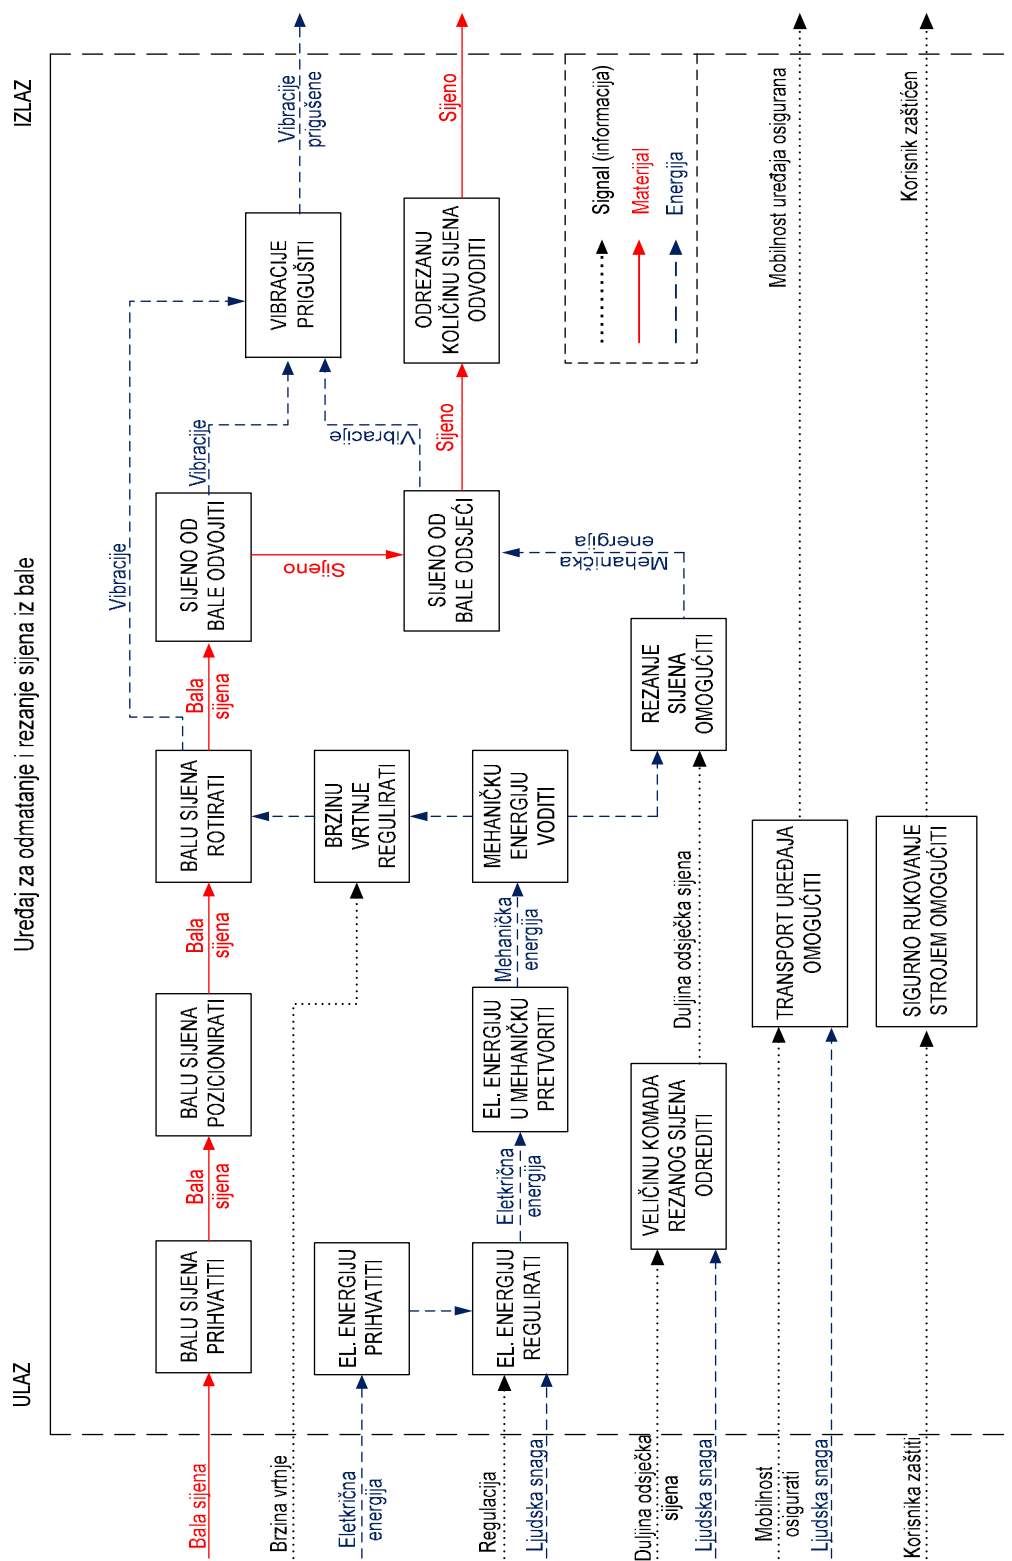 Uređaj za odmatanje i rezanje sijena iz bale
ULAZ
IZLAZ
Bala sijena
BALU SIJENA
PRIHVATITI
Bala
sijena
BALU SIJENA
POZICIONIRATI
Bala
sijena
BALU SIJENA
ROTIRATI
Bala
sijena
Vibracije
SIJENO OD
BALE ODVOJITI
Vibracije
VIBRACIJE
PRIGUŠITI
Vibracije
prigušene
Brzina vrtnje
BRZINU
VRTNJE
REGULIRATI
Sijeno
Vibracije
Eletkrična
energija
EL. ENERGIJU
PRIHVATITI
SIJENO OD
BALE ODSJEĆI
Sijeno
ODREZANU
KOLIČINU SIJENA
ODVODITI
Sijeno
Regulacija
Ljudska snaga
EL. ENERGIJU
REGULIRATI
Eletkrična
energija
EL. ENERGIJU
U MEHANIČKU
PRETVORITI
Mehanička
energija
MEHANIČKU
ENERGIJU
VODITI
Mehanička
energija
Duljina odsječka
sijena
Ljudska snaga
VELIČINU KOMADA
REZANOG SIJENA
ODREDITI
Duljina odsječka sijena
REZANJE
SIJENA
OMOGUĆITI
Signal (informacija)
Materijal
Energija
Mobilnost
osigurati
Ljudska snaga
TRANSPORT UREĐAJA
OMOGUĆITI
Mobilnost uređaja osigurana
Korisnika zaštiti
SIGURNO RUKOVANJE
STROJEM OMOGUĆITI
Korisnik zaštićen